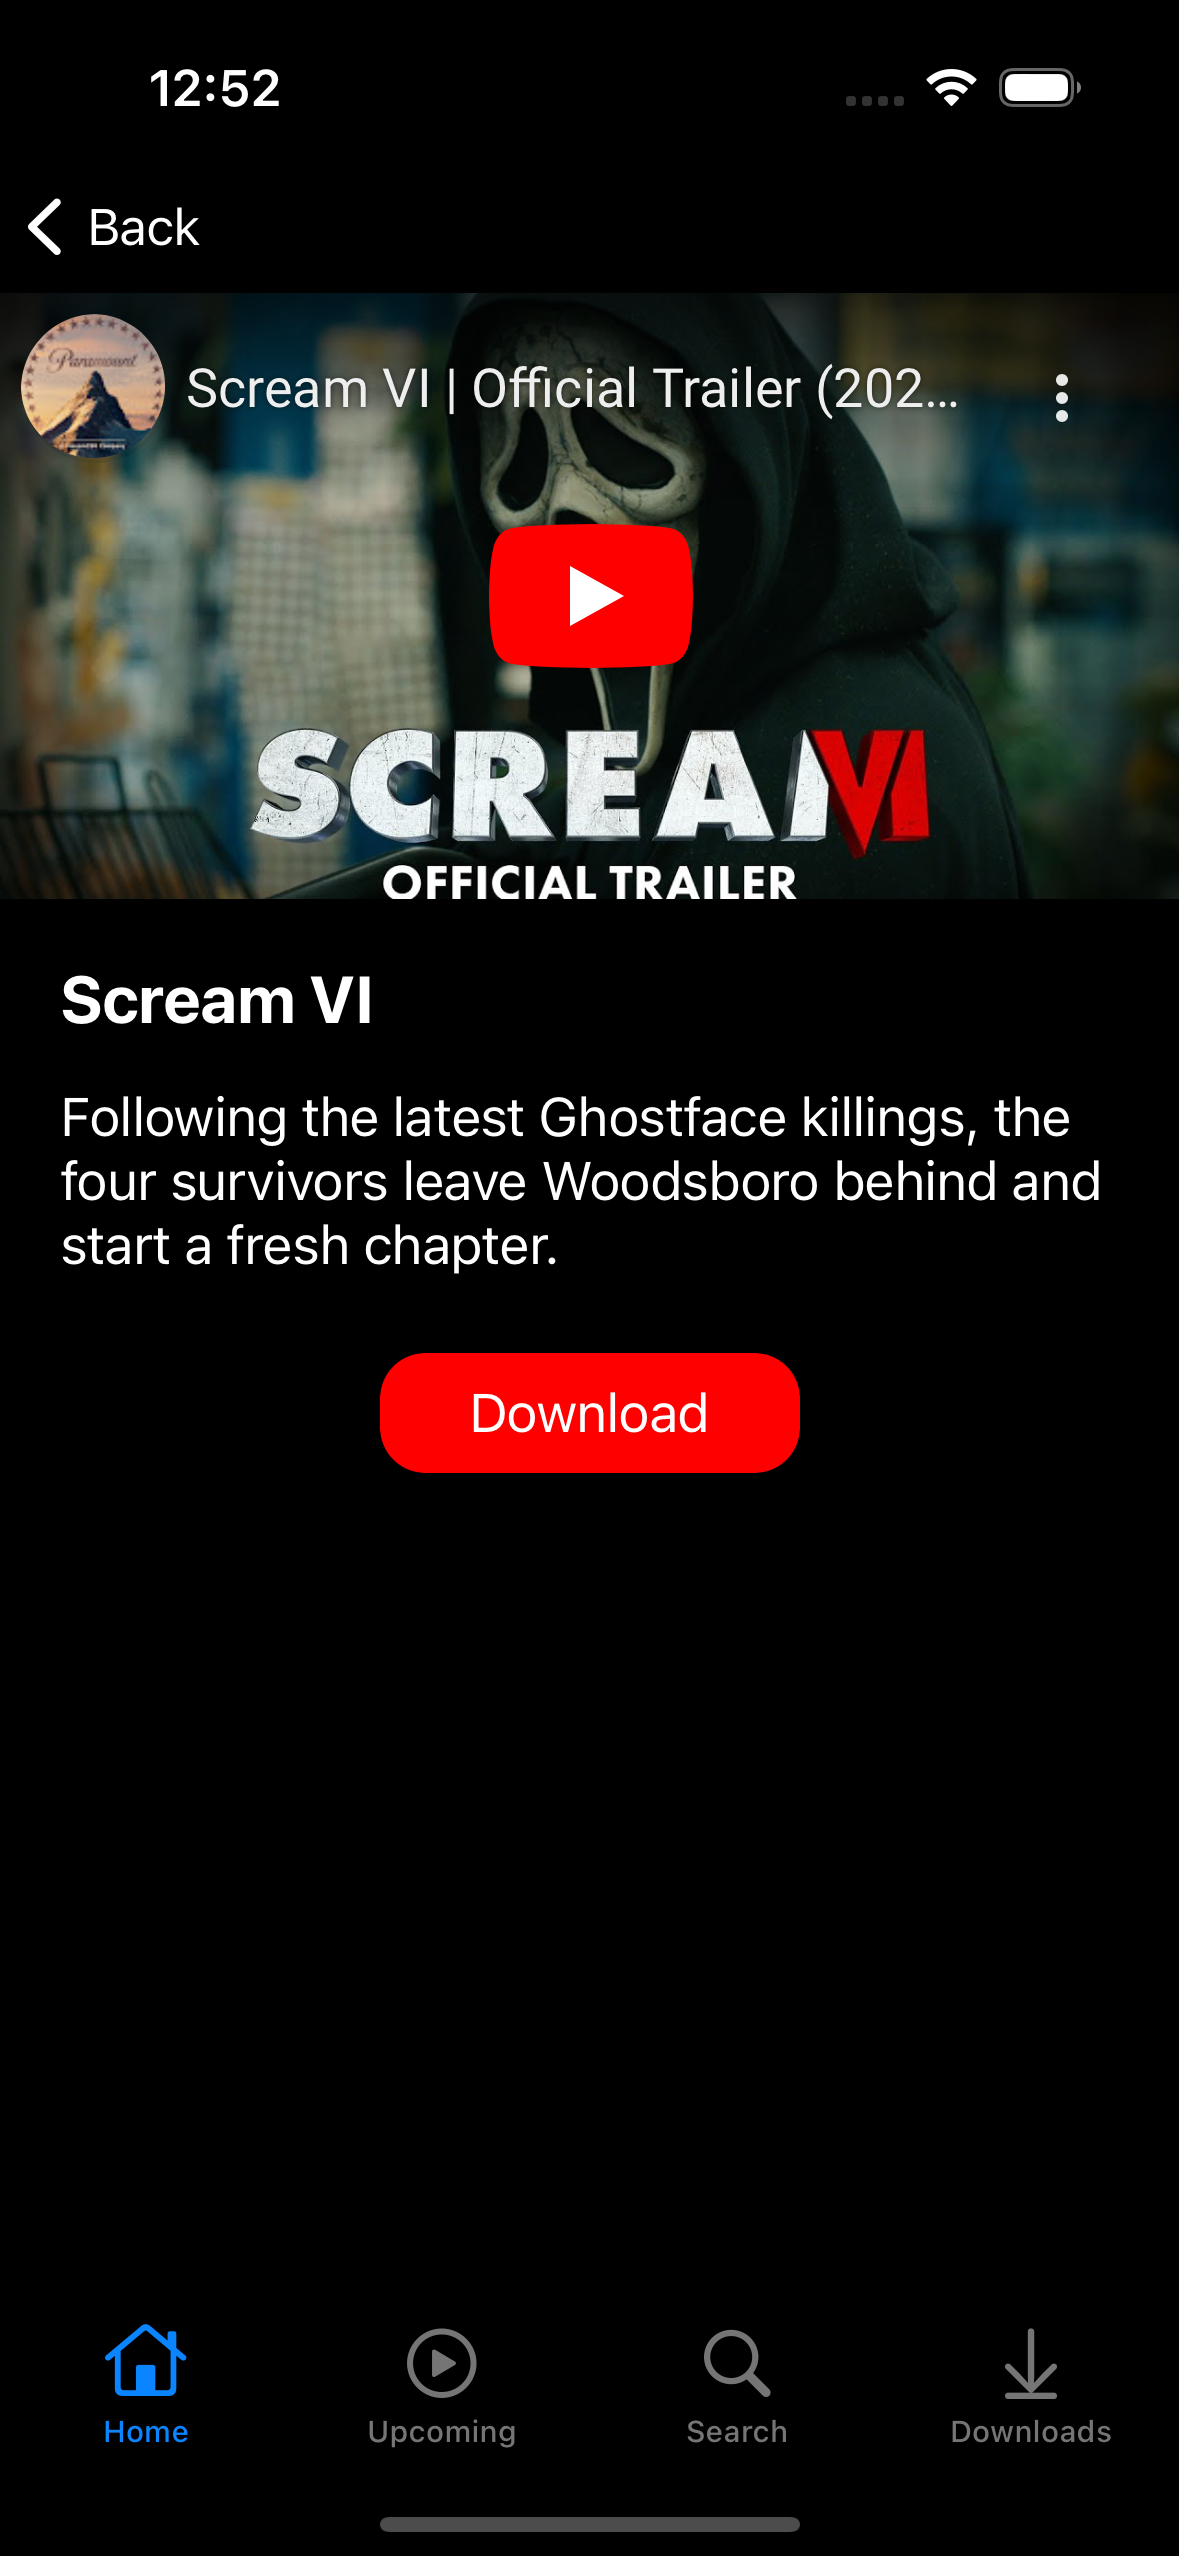 12:52
Back
Paramount
Scream VI | Official Trailer (202...
SCREAM VI
OFFICIAL TRAILER
Scream VI
Following the latest Ghostface killings, the
four survivors leave Woodsboro behind and
start a fresh chapter.
Download
Home
Upcoming
Search
Downloads